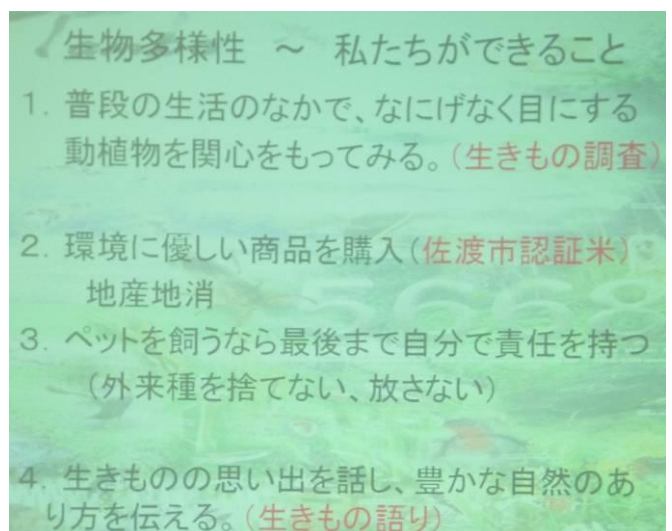 生物多様性 ～ 私たちができること
1. 普段の生活のなかで、なにげなく目にする
動植物を関心をもってみる。(生きもの調査)
2. 環境に優しい商品を購入(佐渡市認証米)
地産地消
3. ペットを飼うなら最後まで自分で責任を持つ
(外来種を捨てない、放さない)
4. 生きものの思い出を話し、豊かな自然のあ
り方を伝える。(生きもの語り)